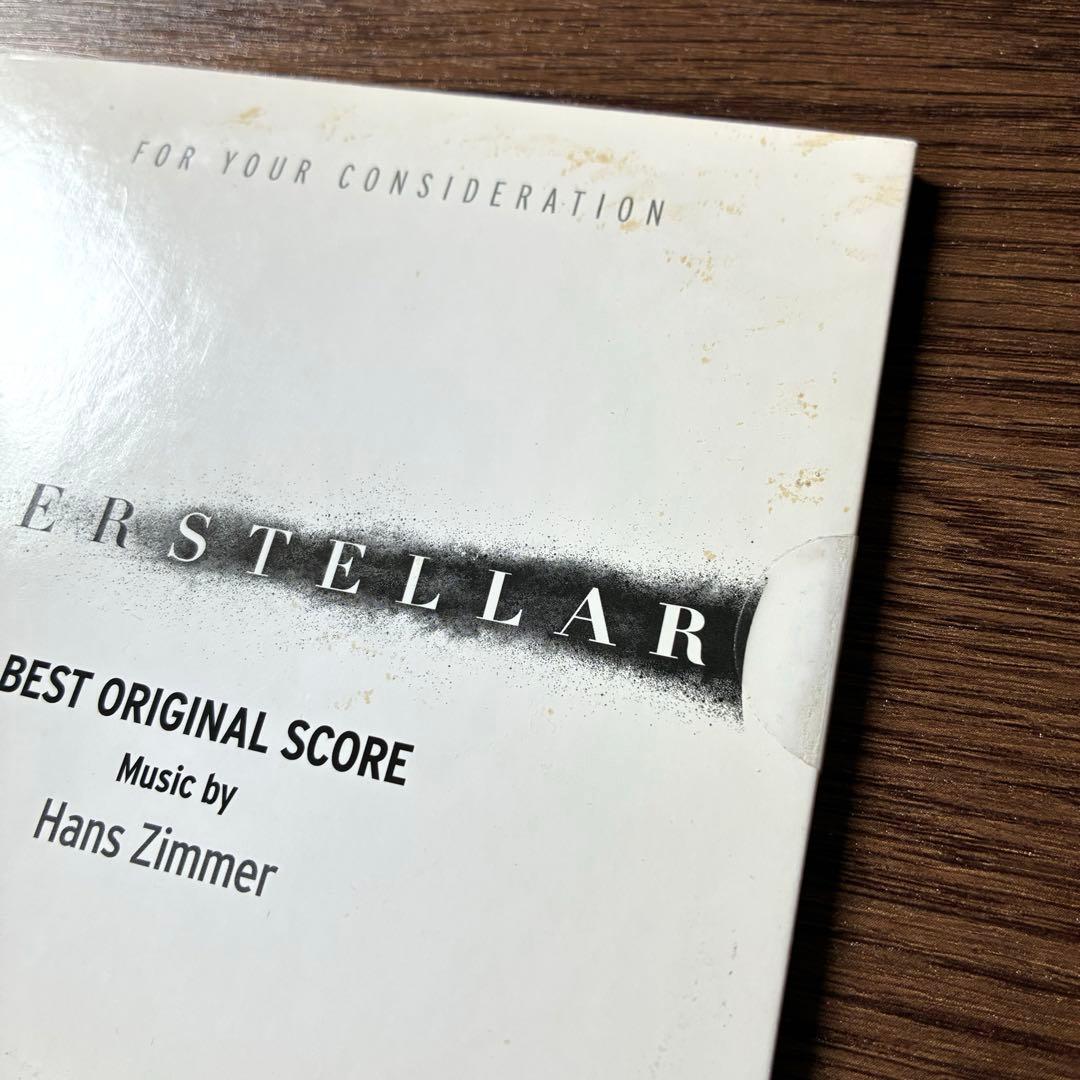 FOR YOUR CONSIDERATION
ERSTELLAR
BEST ORIGINAL SCORE
Music by
Hans Zimmer